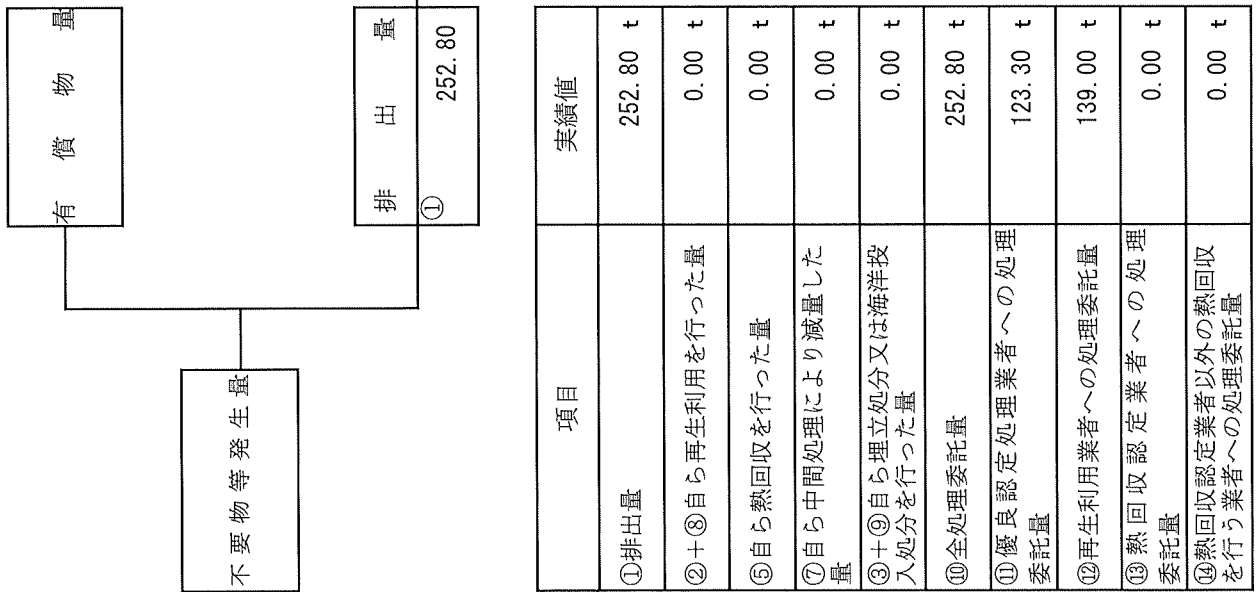 不要物等発生量
有償物量
排出量
① 252.80
項目 実績値
①排出量 252.80 t
②+⑧自ら再生利用を行った量 0.00 t
⑤自ら熱回収を行った量 0.00 t
⑦自ら中間処理により減量した
量 0.00 t
③+⑨自ら埋立処分又は海洋投
入処分を行った量 0.00 t
⑩全処理委託量 252.80 t
⑪優良認定処理業者への処理
委託量 123.30 t
⑫再生利用業者への処理委託量 139.00 t
⑬熱回収認定業者への処理
委託量 0.00 t
⑭熱回収認定業者以外の熱回収
を行う業者への処理委託量 0.00 t